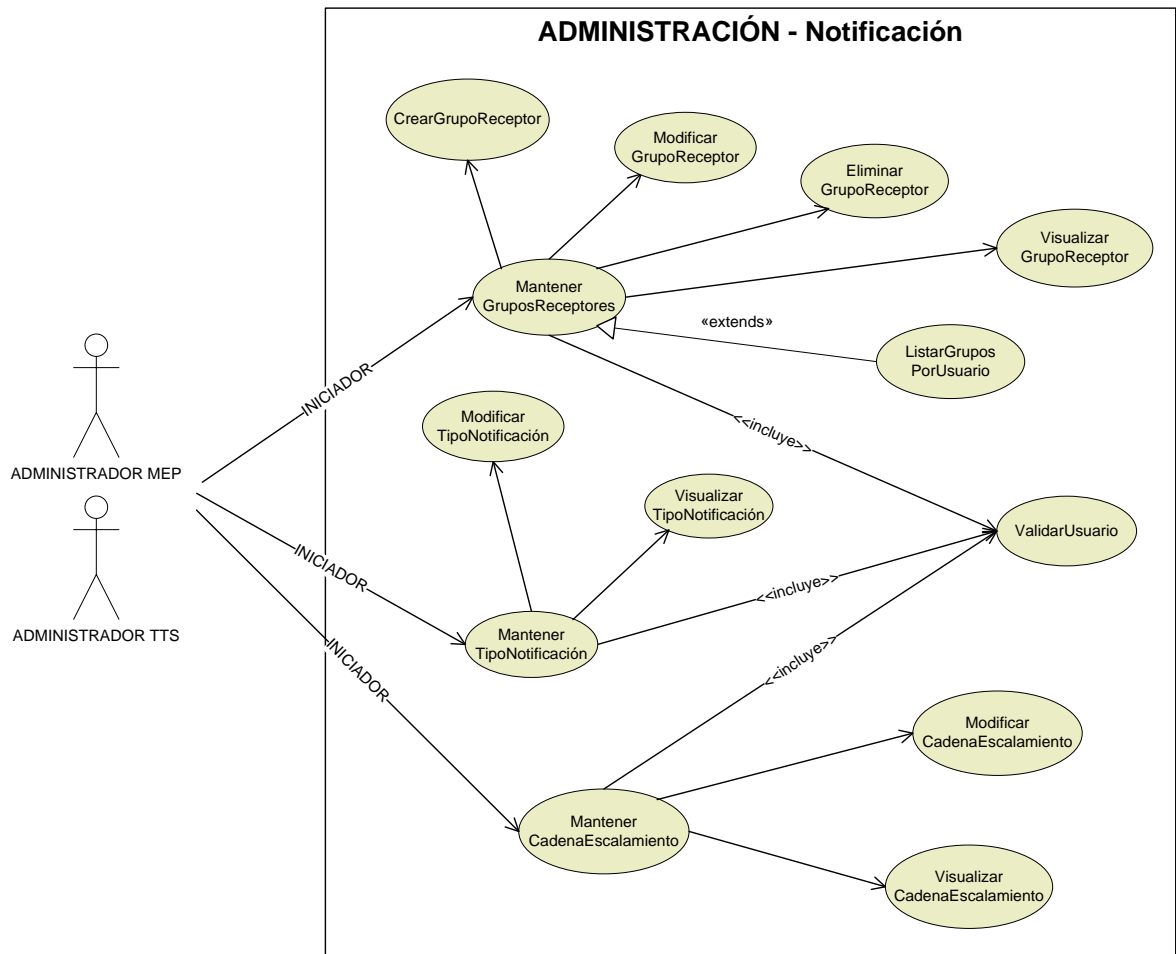 ADMINISTRACIÓN - Notificación
CrearGrupoReceptor
Modificar
GrupoReceptor
Eliminar
GrupoReceptor
Visualizar
GrupoReceptor
Mantener
GruposReceptores
«extends»
ListarGrupos
PorUsuario
INICIADOR
<<incluye>>
Modificar
TipoNotificación
ADMINISTRADOR MEP
Visualizar
TipoNotificación
ValidarUsuario
INICIADOR
<<incluye>>
ADMINISTRADOR TTS
Mantener
TipoNotificación
INICIADOR
<<incluye>>
Modificar
CadenaEscalamiento
Mantener
CadenaEscalamiento
Visualizar
CadenaEscalamiento